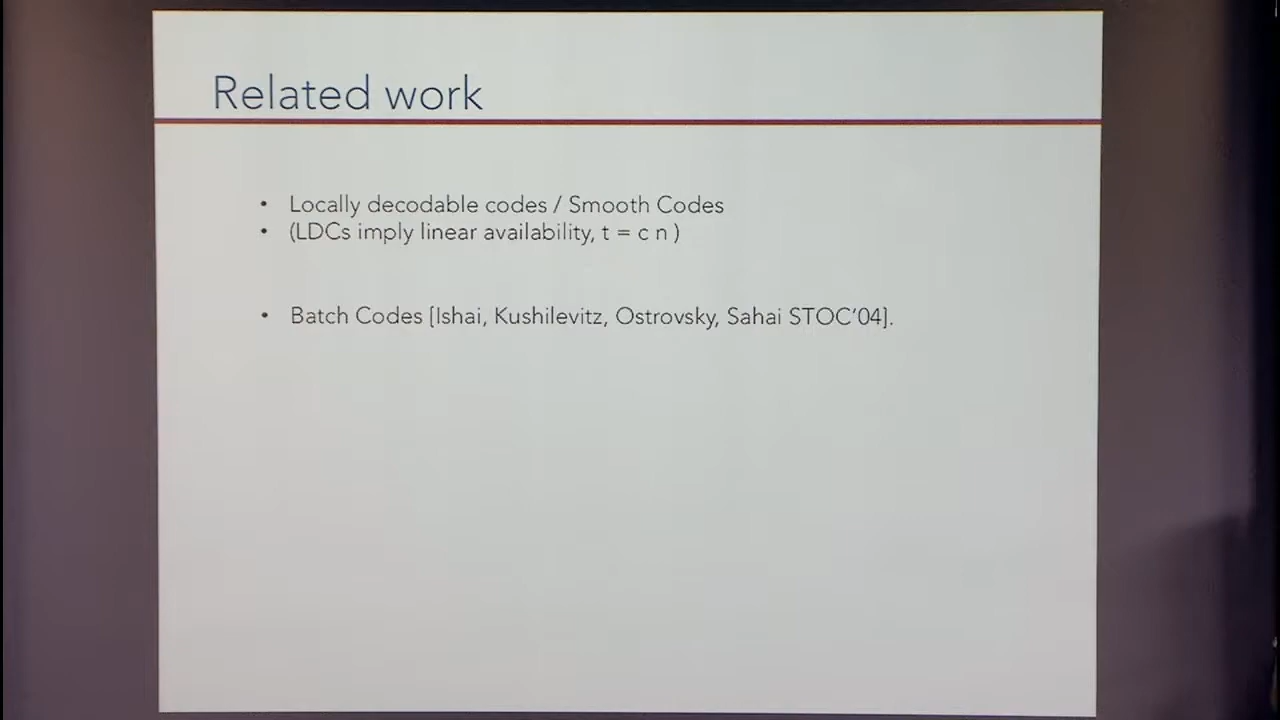 Related work
• Locally decodable codes / Smooth Codes
• (LDCs imply linear availability, t = c n )
• Batch Codes [Ishai, Kushilevitz, Ostrovsky, Sahai STOC’04].